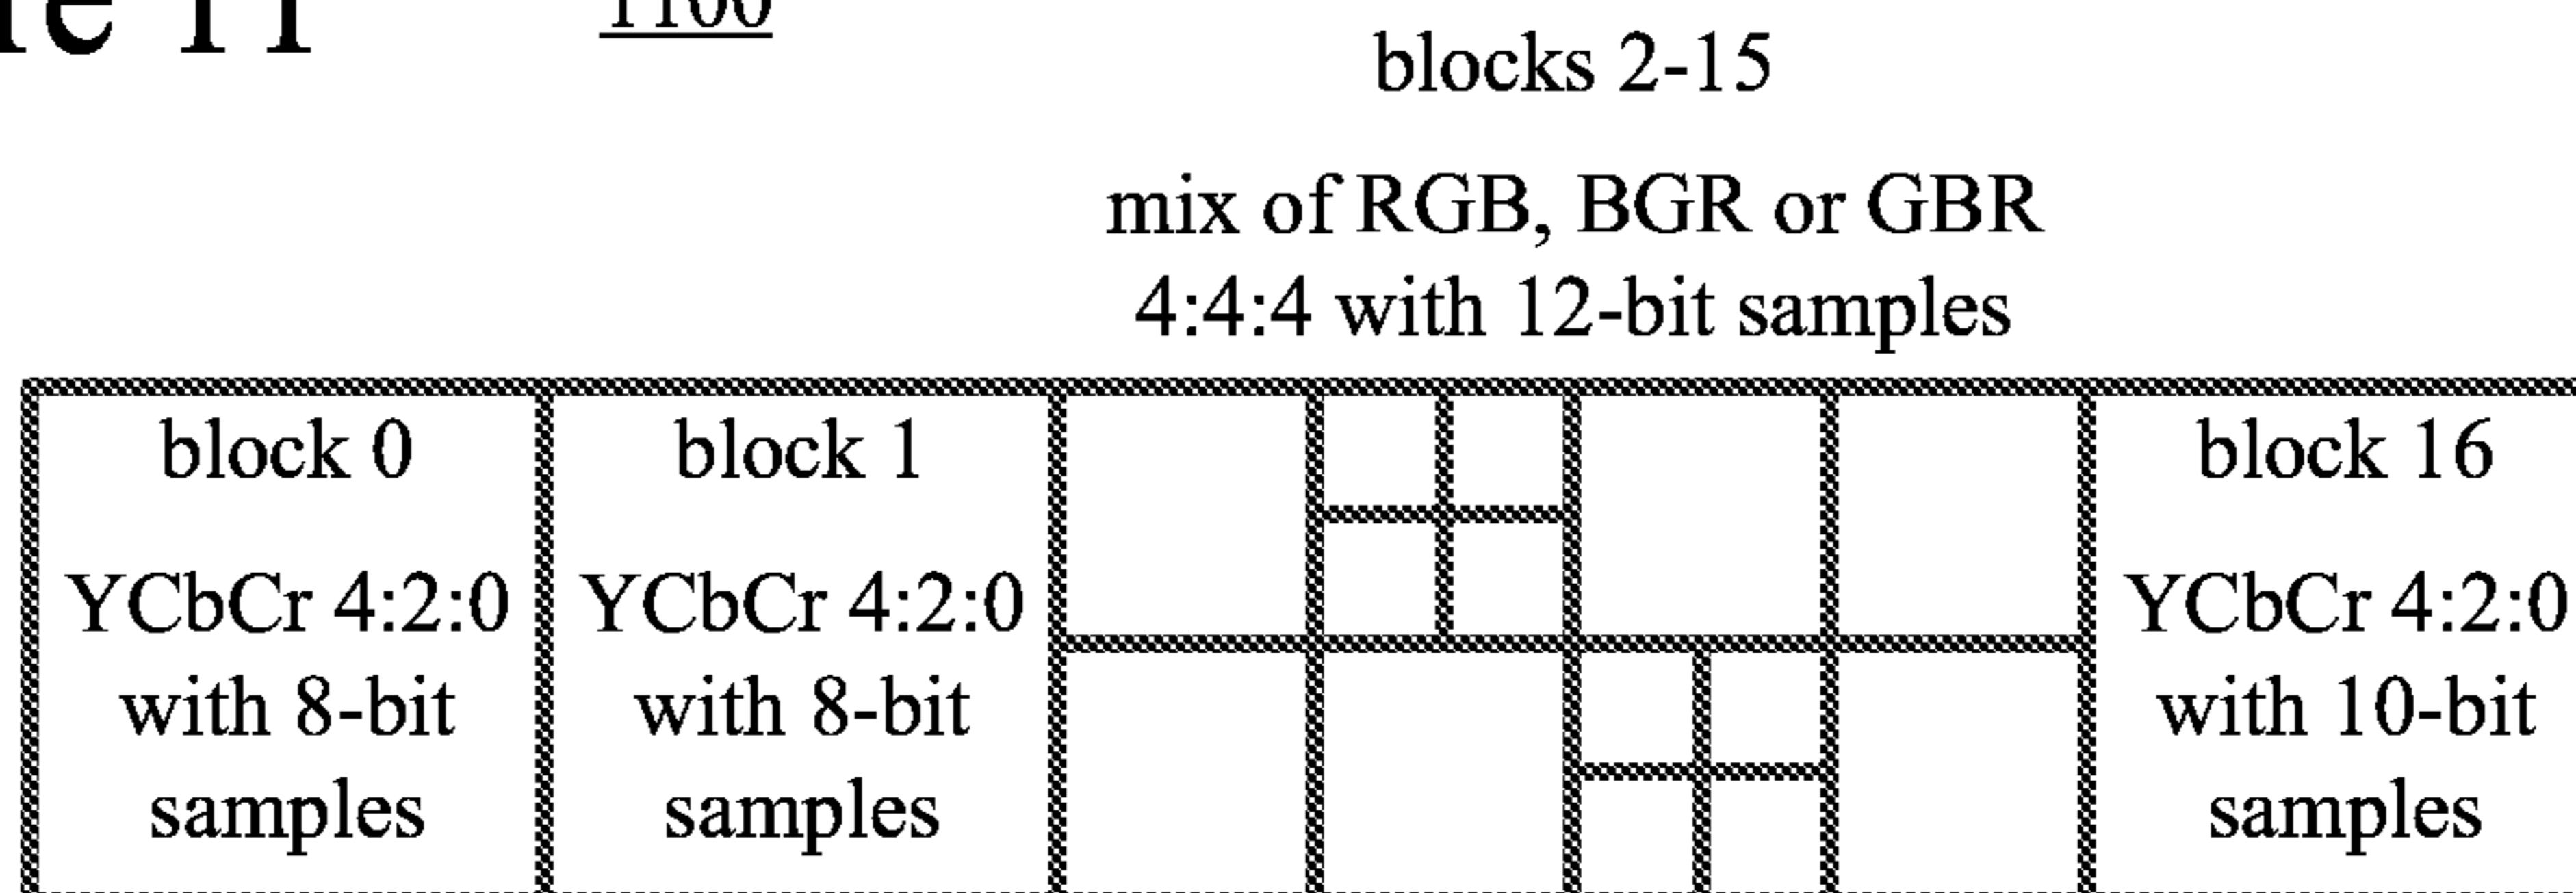 1100
blocks 2-15
mix of RGB, BGR or GBR
4:4:4 with 12-bit samples
block 0
YCbCr 4:2:0
with 8-bit
samples
block 1
YCbCr 4:2:0
with 8-bit
samples
block 16
YCbCr 4:2:0
with 10-bit
samples